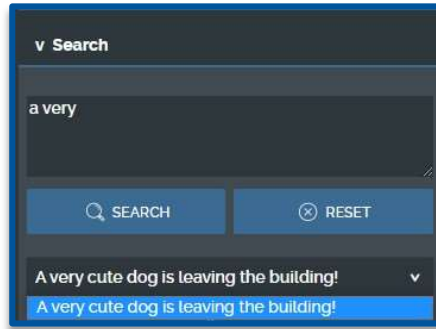 v Search
a very
SEARCH
RESET
A very cute dog is leaving the building! v
A very cute dog is leaving the building!